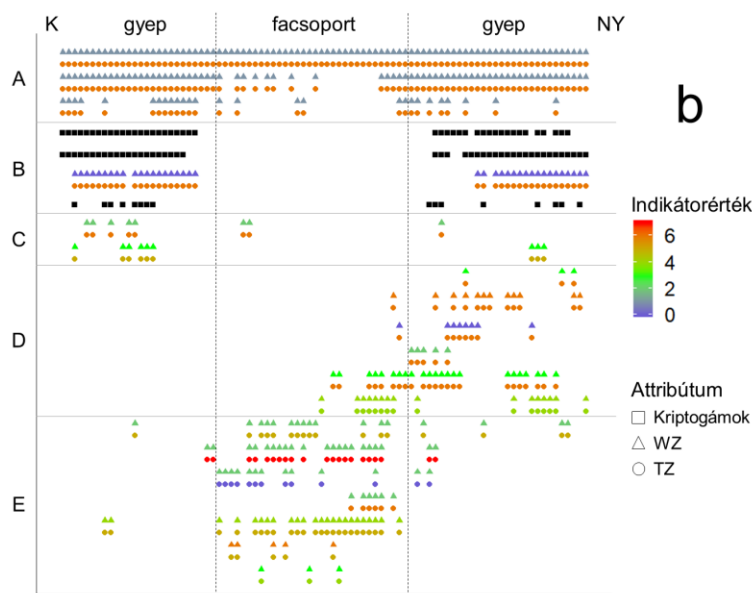 K gyep facsoport gyep NY
A
B
C
D
E
b
Indikátorérték
6
4
2
0
Attribútum
Kriptogámok
WZ
TZ